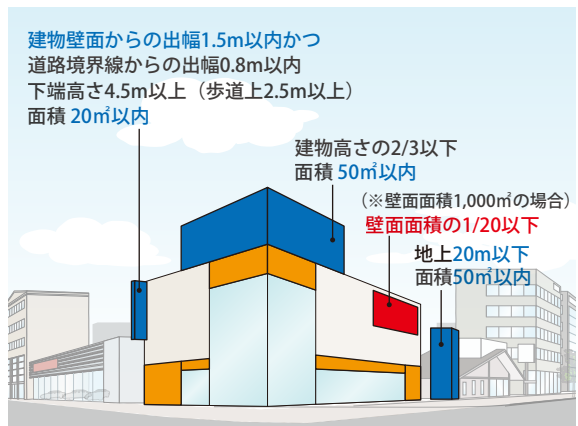 建物壁面からの出幅1.5m以内かつ
道路境界線からの出幅0.8m以内
下端高さ4.5m以上（歩道上2.5m以上）
面積 20㎡以内
建物高さの2/3以下
面積 50㎡以内
（※壁面面積1,000㎡の場合）
壁面面積の1/20以下
地上20m以下
面積50㎡以内